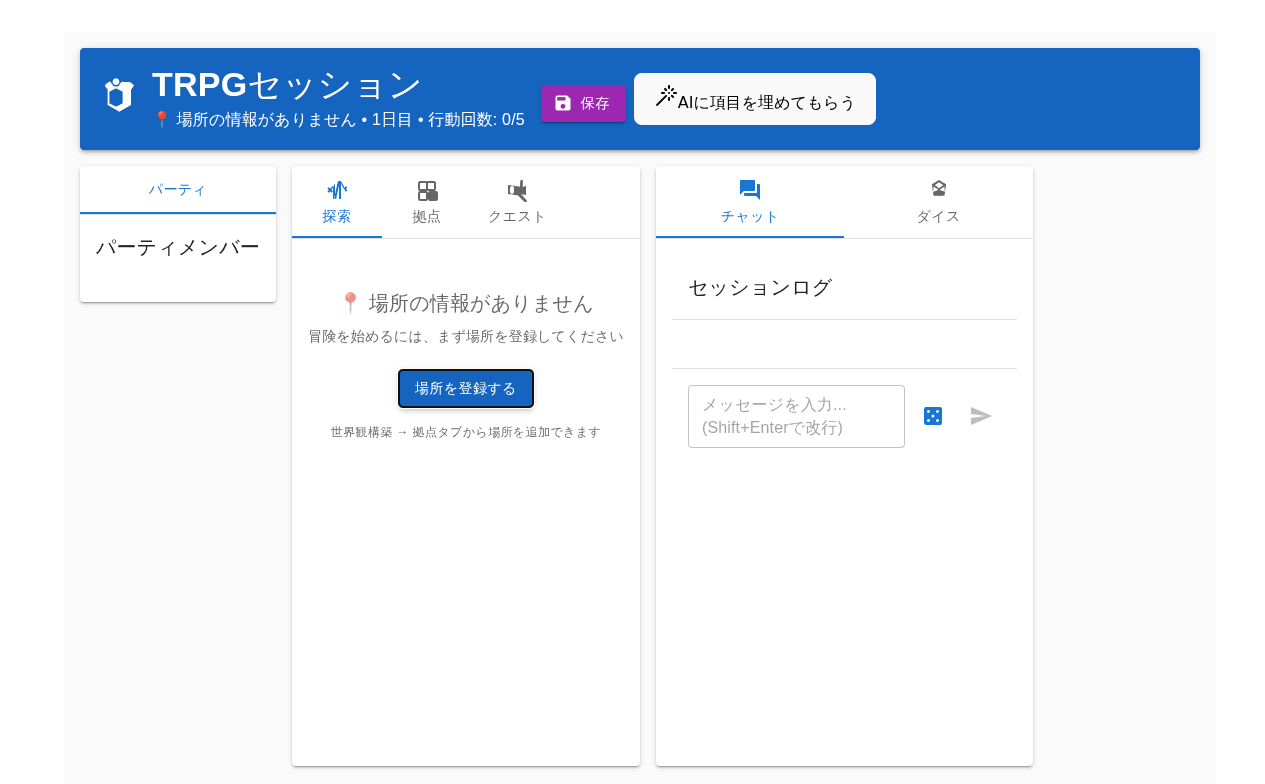 TRPGセッション
📍 場所の情報がありません • 1日目 • 行動回数: 0/5
保存
AIに項目を埋めてもらう
パーティ
パーティメンバー
探索
拠点
クエスト
📍 場所の情報がありません
冒険を始めるには、まず場所を登録してください
場所を登録する
世界観構築 → 拠点タブから場所を追加できます
チャット
ダイス
セッションログ
メッセージを入力...
(Shift+Enterで改行)